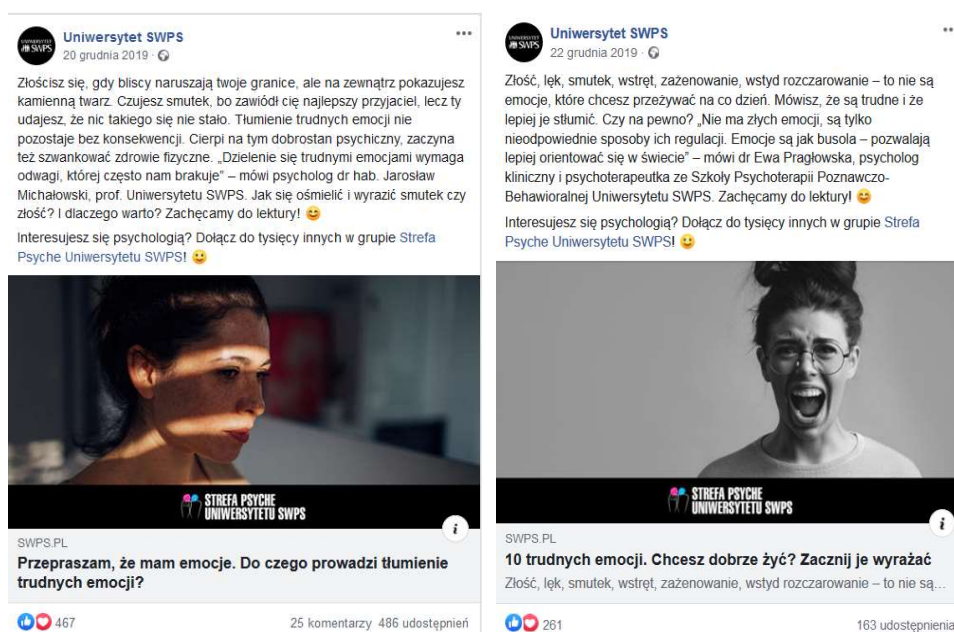 Uniwersytet SWPS
20 grudnia 2019
Złościsz się, gdy bliscy naruszają twoje granice, ale na zewnątrz pokazujesz
kamienną twarz. Czujesz smutek, bo zawiódł cię najlepszy przyjaciel, lecz ty
udajesz, że nic takiego się nie stało. Tłumienie trudnych emocji nie
pozostaje bez konsekwencji. Cierpi na tym dobrostan psychiczny, zaczyna
też szwankować zdrowie fizyczne. „Dzielenie się trudnymi emocjami wymaga
odwagi, której często nam brakuje” – mówi psycholog dr hab. Jarosław
Michałowski, prof. Uniwersytetu SWPS. Jak się ośmielić i wyrazić smutek czy
złość? I dlaczego warto? Zachęcamy do lektury! 😊
Interesujesz się psychologią? Dołącz do tysięcy innych w grupie Strefa
Psyche Uniwersytetu SWPS! 🙂
STREFA PSYCHE
UNIWERSYTETU SWPS
SWPS.PL
Przepraszam, że mam emocje. Do czego prowadzi tłumienie
trudnych emocji?
467 25 komentarzy 486 udostępnień
Uniwersytet SWPS
22 grudnia 2019
Złość, lęk, smutek, wstręt, zażenowanie, wstyd rozczarowanie – to nie są
emocje, które chcesz przeżywać na co dzień. Mówisz, że są trudne i że
lepiej je stłumić. Czy na pewno? „Nie ma złych emocji, są tylko
nieodpowiednie sposoby ich regulacji. Emocje są jak busola – pozwalają
lepiej orientować się w świecie” – mówi dr Ewa Pragłowska, psycholog
kliniczny i psychoterapeutka ze Szkoły Psychoterapii Poznawczo-
Behawioralnej Uniwersytetu SWPS. Zachęcamy do lektury! 😊
Interesujesz się psychologią? Dołącz do tysięcy innych w grupie Strefa
Psyche Uniwersytetu SWPS! 🙂
STREFA PSYCHE
UNIWERSYTETU SWPS
SWPS.PL
10 trudnych emocji. Chcesz dobrze żyć? Zacznij je wyrażać
Złość, lęk, smutek, wstręt, zażenowanie, wstyd rozczarowanie – to nie są…
261 163 udostępnienia